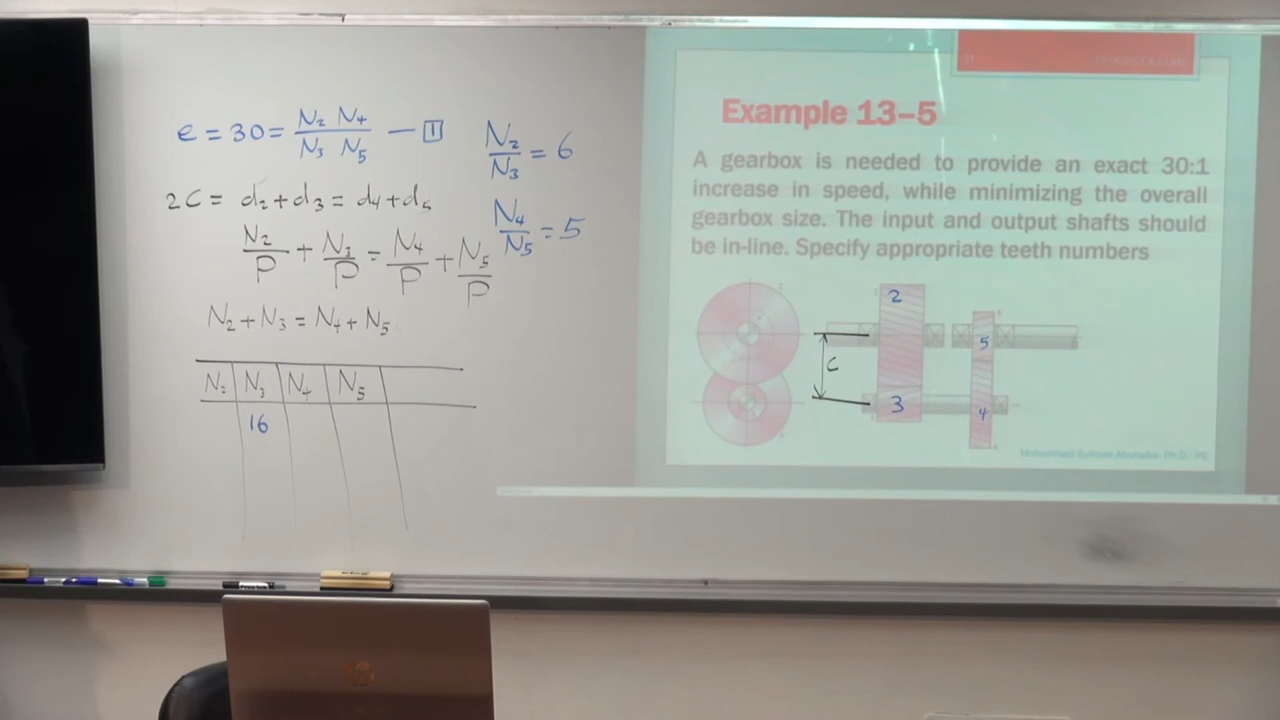 e = 30 = N₂ N₄ / N₃ N₅ — 1
2C = d₂ + d₃ = d₄ + d₅
N₂/P + N₃/P = N₄/P + N₅/P
N₂ + N₃ = N₄ + N₅
N₂ N₃ N₄ N₅
16
N₂/N₃ = 6
N₄/N₅ = 5
Example 13–5
A gearbox is needed to provide an exact 30:1
increase in speed, while minimizing the overall
gearbox size. The input and output shafts should
be in-line. Specify appropriate teeth numbers
2
5
C
3
4
Ph.D., PE
hp